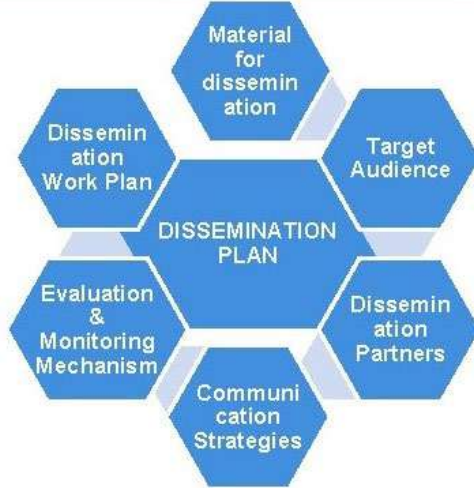 Material
for
dissemin
ation
Target
Audience
Dissemin
ation
Partners
Communi
cation
Strategies
Evaluation
&
Monitoring
Mechanism
Dissemin
ation
Work Plan
DISSEMINATION
PLAN